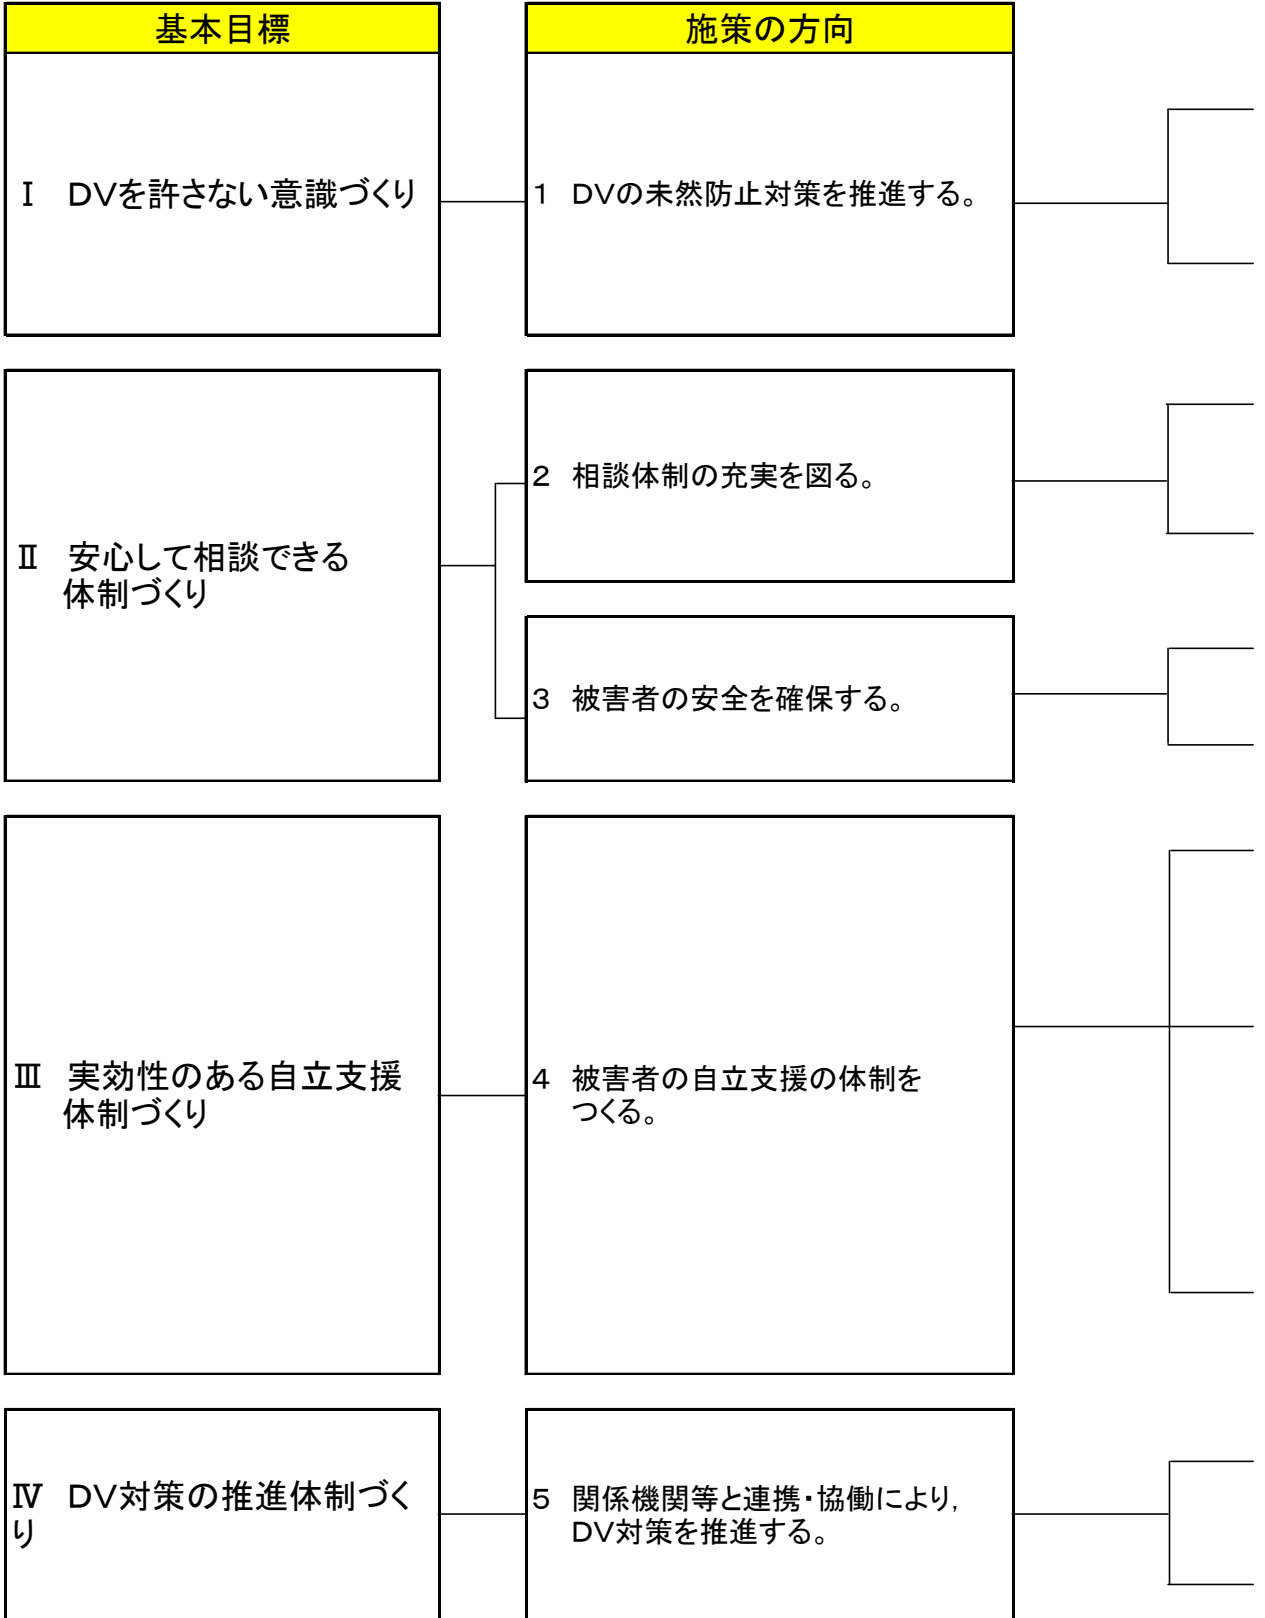 基本目標
施策の方向
Ⅰ　DVを許さない意識づくり
1　DVの未然防止対策を推進する。
Ⅱ　安心して相談できる
体制づくり
2　相談体制の充実を図る。
3　被害者の安全を確保する。
Ⅲ　実効性のある自立支援
体制づくり
4　被害者の自立支援の体制を
つくる。
Ⅳ　DV対策の推進体制づく
り
5　関係機関等と連携・協働により,
DV対策を推進する。